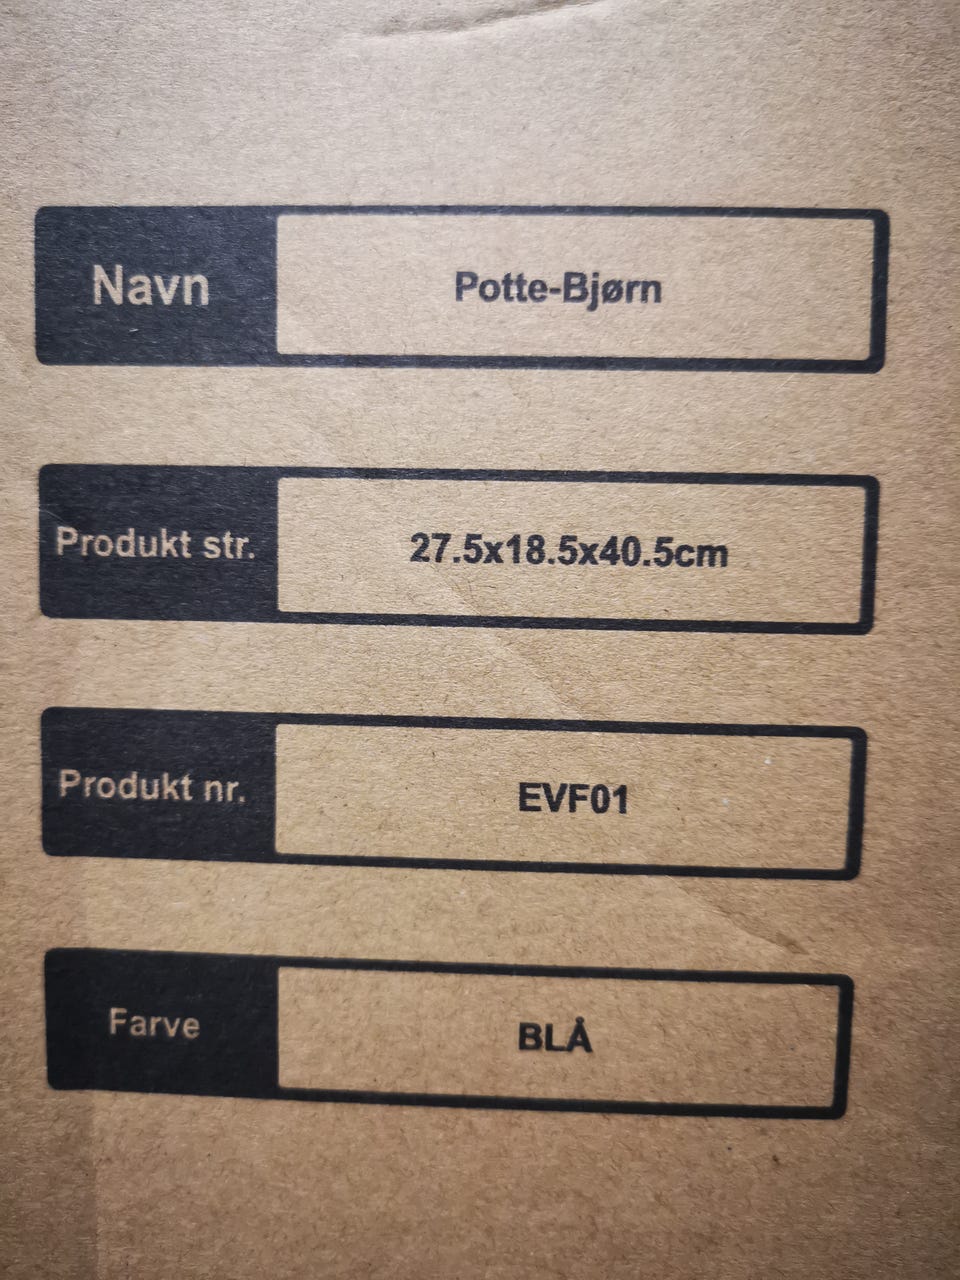 Navn Potte-Bjørn
Produkt str. 27.5x18.5x40.5cm
Produkt nr. EVF01
Farve BLÅ